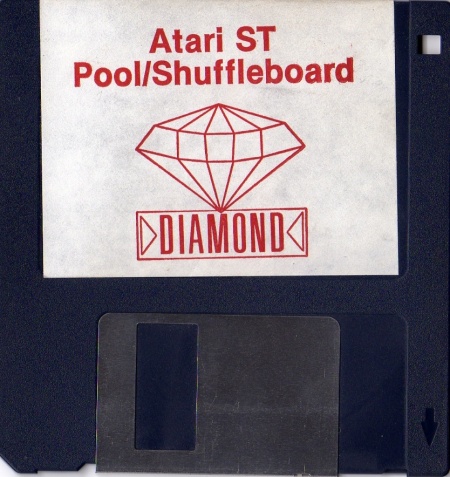 Atari ST
Pool/Shuffleboard
DIAMOND